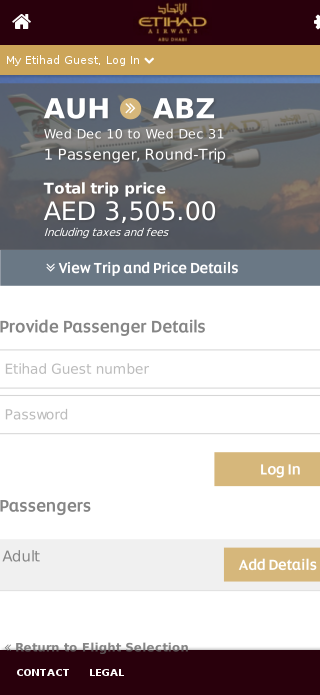 الإتحاد
ETIHAD
AIRWAYS
ABU DHABI
My Etihad Guest, Log In
AUH ABZ
Wed Dec 10 to Wed Dec 31
1 Passenger, Round-Trip
Total trip price
AED 3,505.00
Including taxes and fees
View Trip and Price Details
Provide Passenger Details
Etihad Guest number
Password
Log In
Passengers
Adult
Add Details
« Return to Flight Selection
CONTACT LEGAL